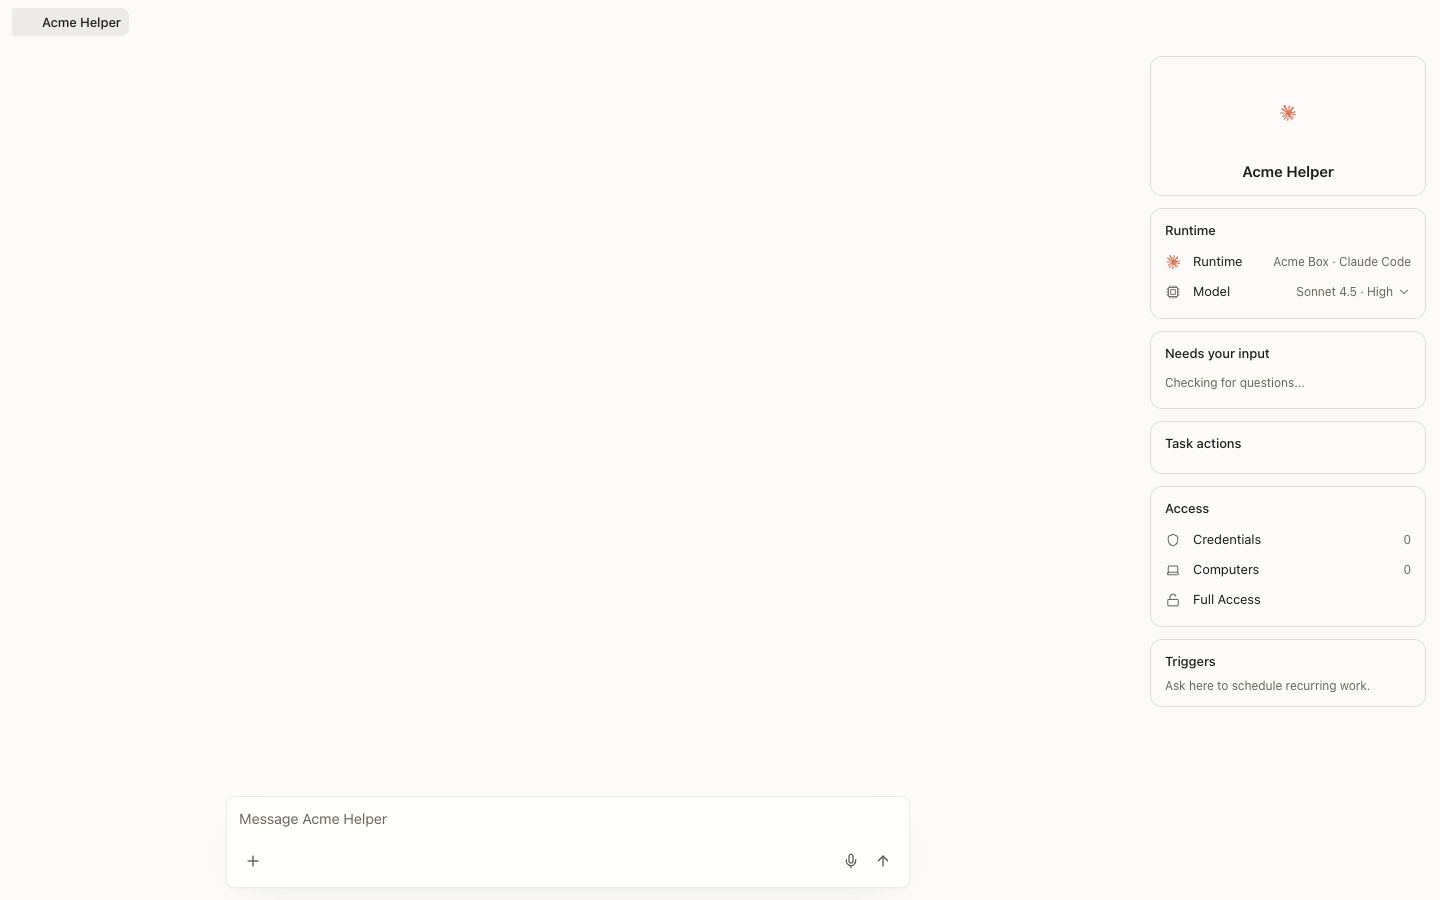 Acme Helper
Acme Helper
Runtime
Runtime Acme Box · Claude Code
Model Sonnet 4.5 · High
Needs your input
Checking for questions...
Task actions
Access
Credentials 0
Computers 0
Full Access
Triggers
Ask here to schedule recurring work.
Message Acme Helper